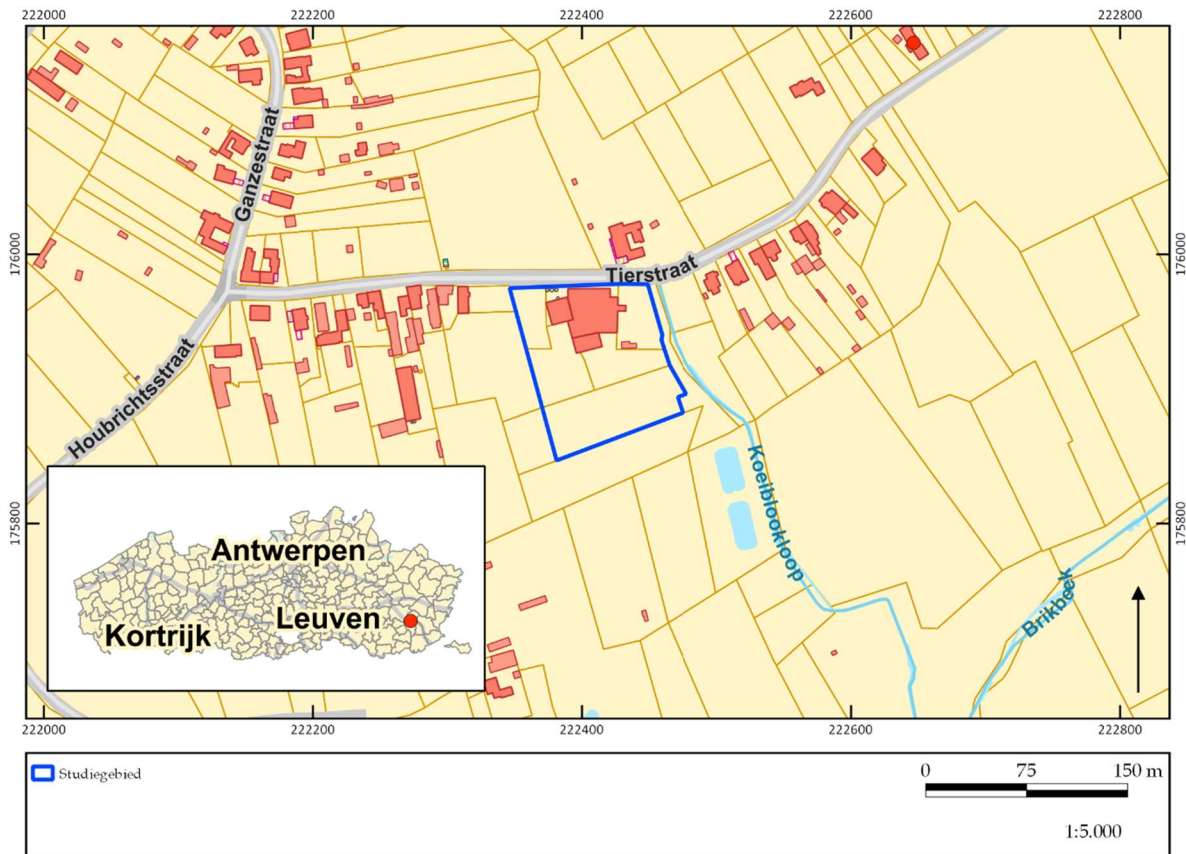 222000
222200
222400
222600
222800
176000
176000
Ganzestraat
Tierstraat
Houbrichtsstraat
Koeiblookloop
175800
175800
Brikbeek
Antwerpen
Leuven
Kortrijk
222000
222200
222400
222600
222800
Studiegebied
0 75 150 m
1:5.000